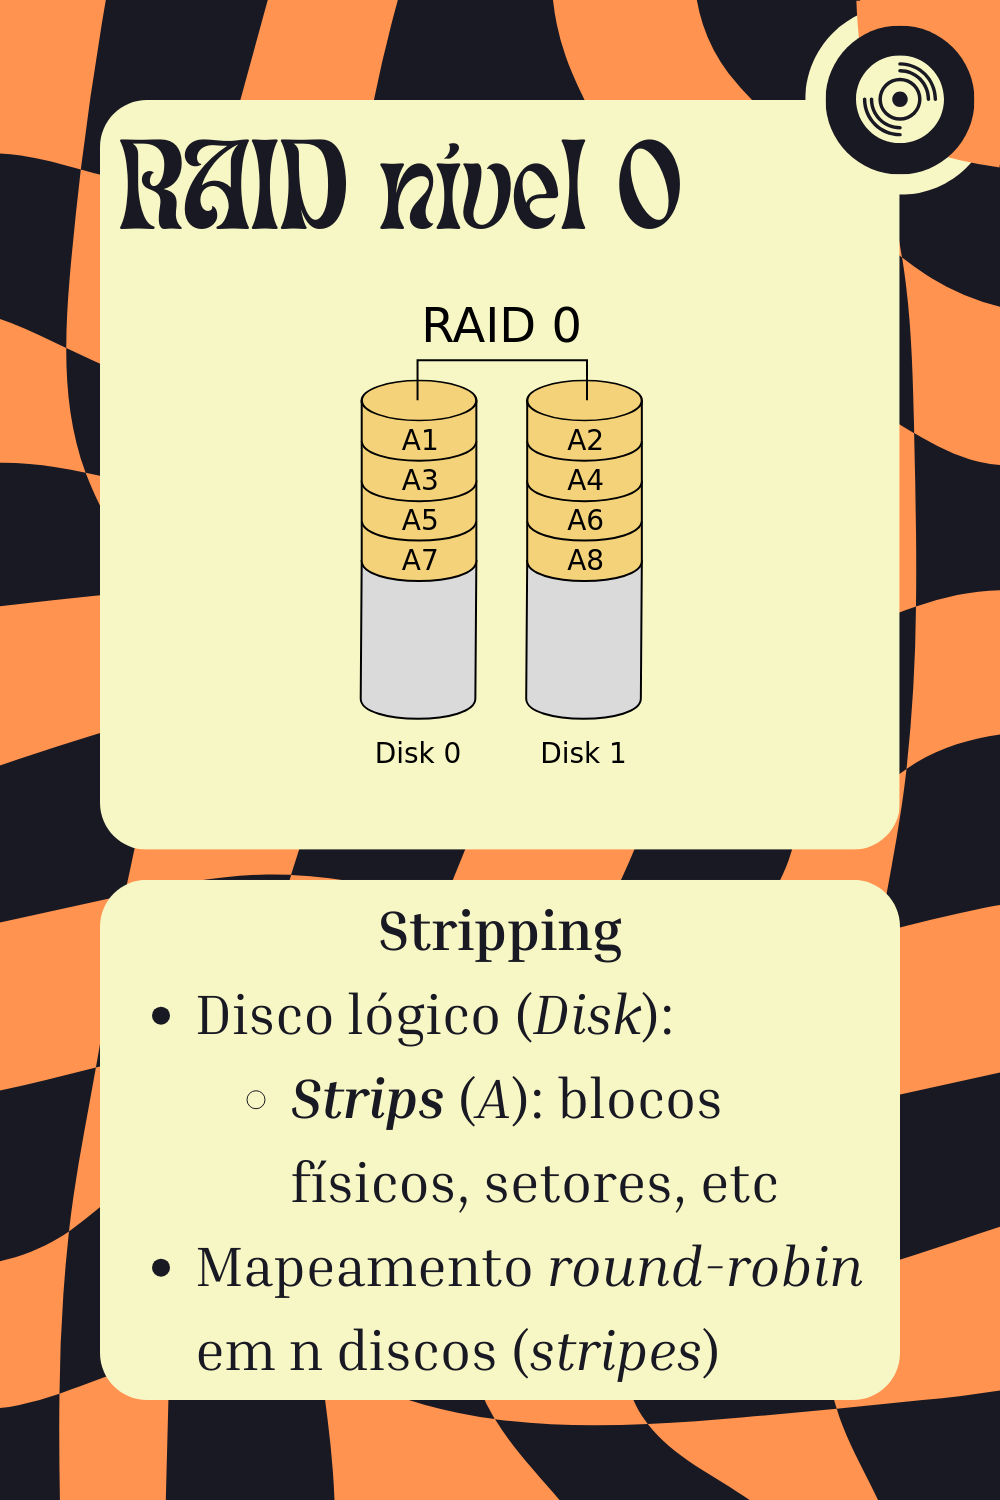 RAID nível 0
RAID 0
A1 A2
A3 A4
A5 A6
A7 A8
Disk 0 Disk 1
Stripping
• Disco lógico (Disk):
○ Strips (A): blocos
físicos, setores, etc
• Mapeamento round-robin
em n discos (stripes)